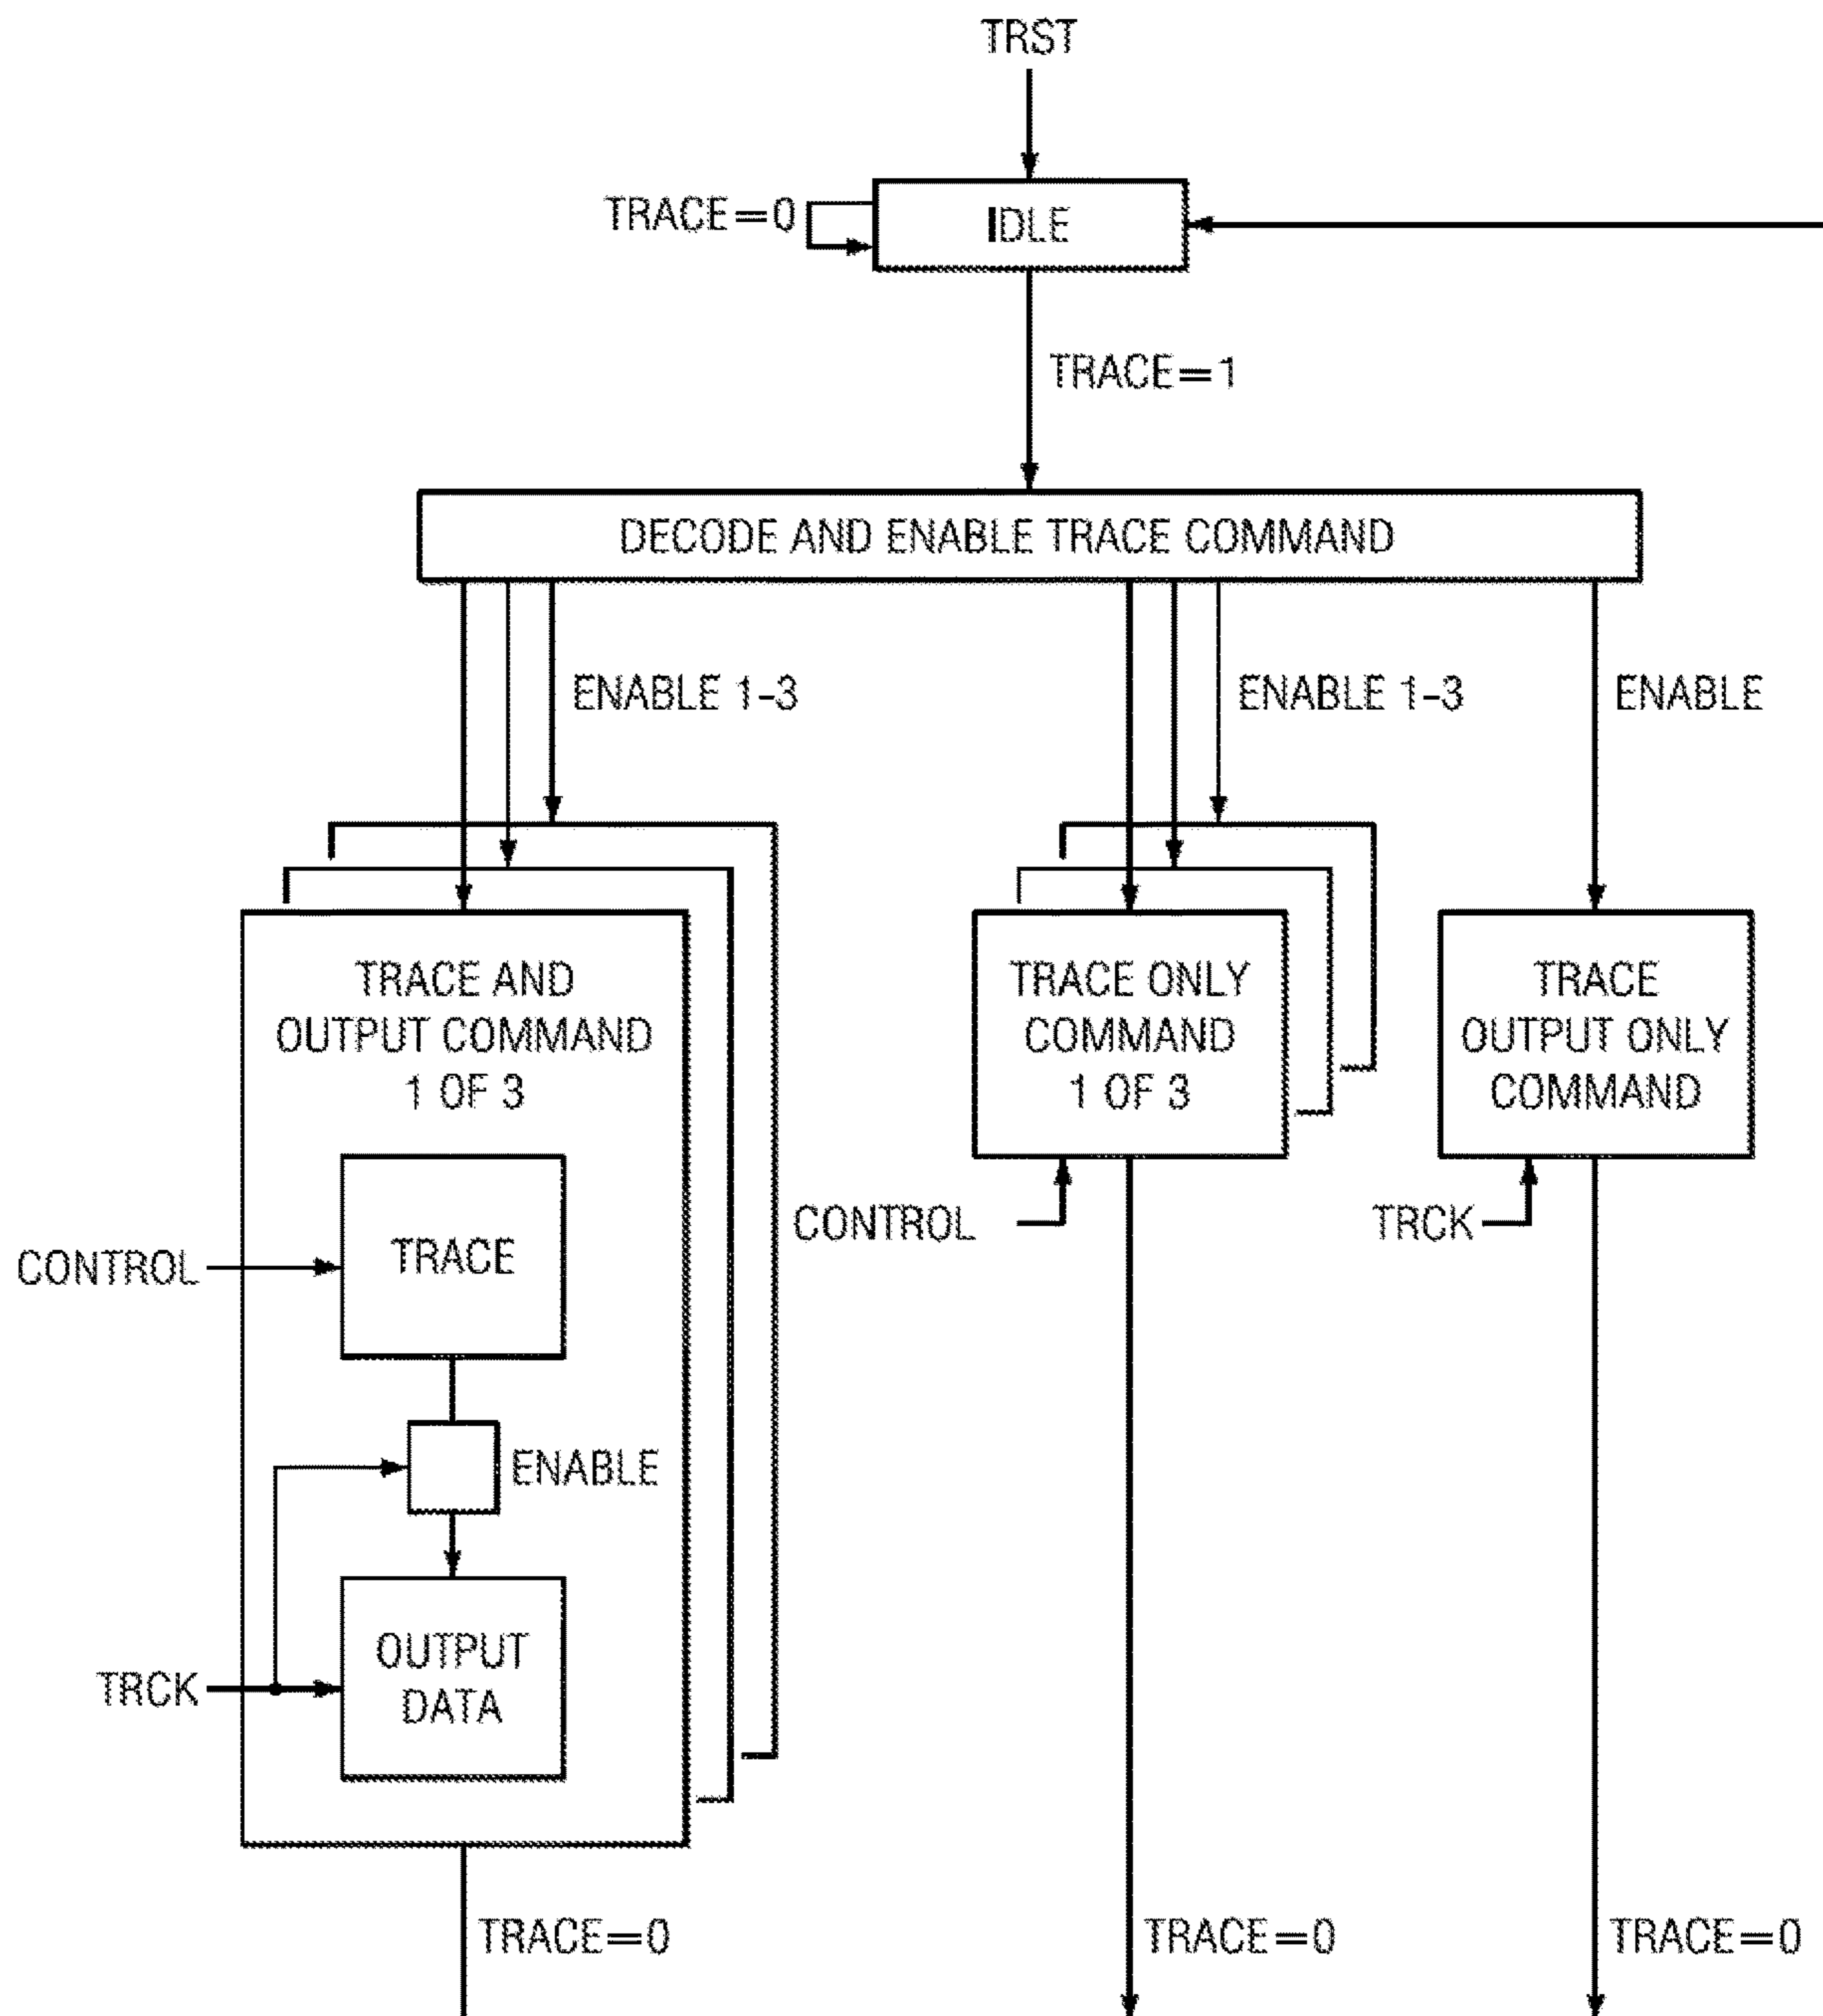 TRST
TRACE=0
IDLE
TRACE=1
DECODE AND ENABLE TRACE COMMAND
ENABLE 1-3
ENABLE 1-3
ENABLE
TRACE AND
OUTPUT COMMAND
1 OF 3
TRACE ONLY
COMMAND
1 OF 3
TRACE
OUTPUT ONLY
COMMAND
CONTROL
TRCK
CONTROL
TRACE
ENABLE
TRCK
OUTPUT
DATA
TRACE=0
TRACE=0
TRACE=0